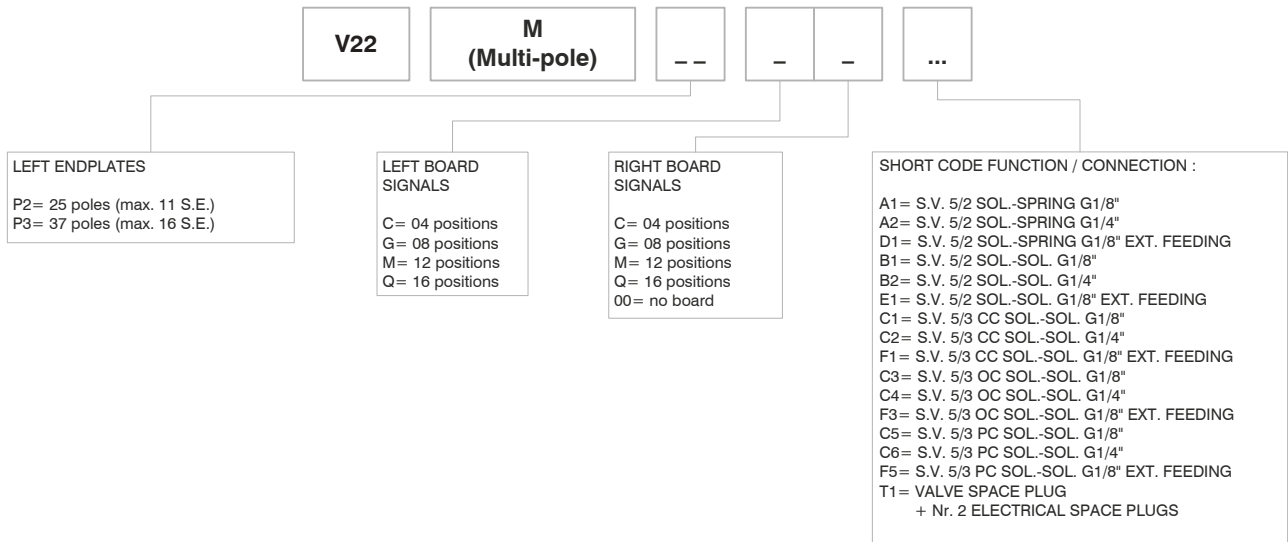 V22
M
(Multi-pole)
_ _
_
_
...
LEFT ENDPLATES
P2= 25 poles (max. 11 S.E.)
P3= 37 poles (max. 16 S.E.)
LEFT BOARD
SIGNALS
C= 04 positions
G= 08 positions
M= 12 positions
Q= 16 positions
RIGHT BOARD
SIGNALS
C= 04 positions
G= 08 positions
M= 12 positions
Q= 16 positions
00= no board
SHORT CODE FUNCTION / CONNECTION :
A1= S.V. 5/2 SOL.-SPRING G1/8"
A2= S.V. 5/2 SOL.-SPRING G1/4"
D1= S.V. 5/2 SOL.-SPRING G1/8" EXT. FEEDING
B1= S.V. 5/2 SOL.-SOL. G1/8"
B2= S.V. 5/2 SOL.-SOL. G1/4"
E1= S.V. 5/2 SOL.-SOL. G1/8" EXT. FEEDING
C1= S.V. 5/3 CC SOL.-SOL. G1/8"
C2= S.V. 5/3 CC SOL.-SOL. G1/4"
F1= S.V. 5/3 CC SOL.-SOL. G1/8" EXT. FEEDING
C3= S.V. 5/3 OC SOL.-SOL. G1/8"
C4= S.V. 5/3 OC SOL.-SOL. G1/4"
F3= S.V. 5/3 OC SOL.-SOL. G1/8" EXT. FEEDING
C5= S.V. 5/3 PC SOL.-SOL. G1/8"
C6= S.V. 5/3 PC SOL.-SOL. G1/4"
F5= S.V. 5/3 PC SOL.-SOL. G1/8" EXT. FEEDING
T1= VALVE SPACE PLUG
+ Nr. 2 ELECTRICAL SPACE PLUGS